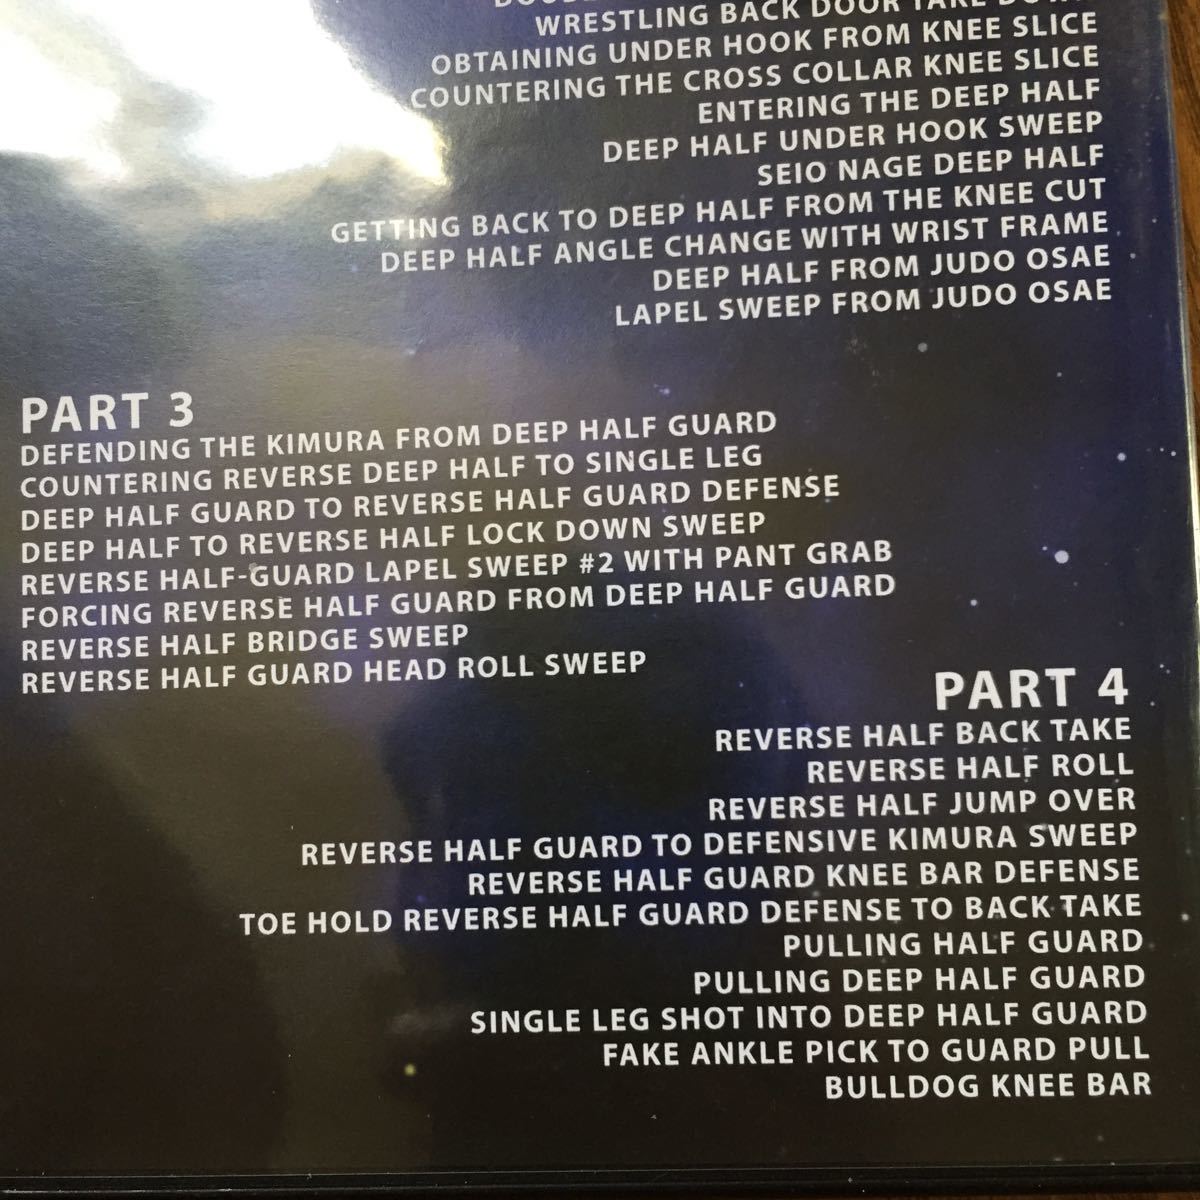 WRESTLING BACK DOOR TAKE DOWN
OBTAINING UNDER HOOK FROM KNEE SLICE
COUNTERING THE CROSS COLLAR KNEE SLICE
ENTERING THE DEEP HALF
DEEP HALF UNDER HOOK SWEEP
SEIO NAGE DEEP HALF
GETTING BACK TO DEEP HALF FROM THE KNEE CUT
DEEP HALF ANGLE CHANGE WITH WRIST FRAME
DEEP HALF FROM JUDO OSAE
LAPEL SWEEP FROM JUDO OSAE
PART 3
DEFENDING THE KIMURA FROM DEEP HALF GUARD
COUNTERING REVERSE DEEP HALF TO SINGLE LEG
DEEP HALF GUARD TO REVERSE HALF GUARD DEFENSE
DEEP HALF TO REVERSE HALF LOCK DOWN SWEEP
REVERSE HALF-GUARD LAPEL SWEEP #2 WITH PANT GRAB
FORCING REVERSE HALF GUARD FROM DEEP HALF GUARD
REVERSE HALF BRIDGE SWEEP
REVERSE HALF GUARD HEAD ROLL SWEEP
PART 4
REVERSE HALF BACK TAKE
REVERSE HALF ROLL
REVERSE HALF JUMP OVER
REVERSE HALF GUARD TO DEFENSIVE KIMURA SWEEP
REVERSE HALF GUARD KNEE BAR DEFENSE
TOE HOLD REVERSE HALF GUARD DEFENSE TO BACK TAKE
PULLING HALF GUARD
PULLING DEEP HALF GUARD
SINGLE LEG SHOT INTO DEEP HALF GUARD
FAKE ANKLE PICK TO GUARD PULL
BULLDOG KNEE BAR